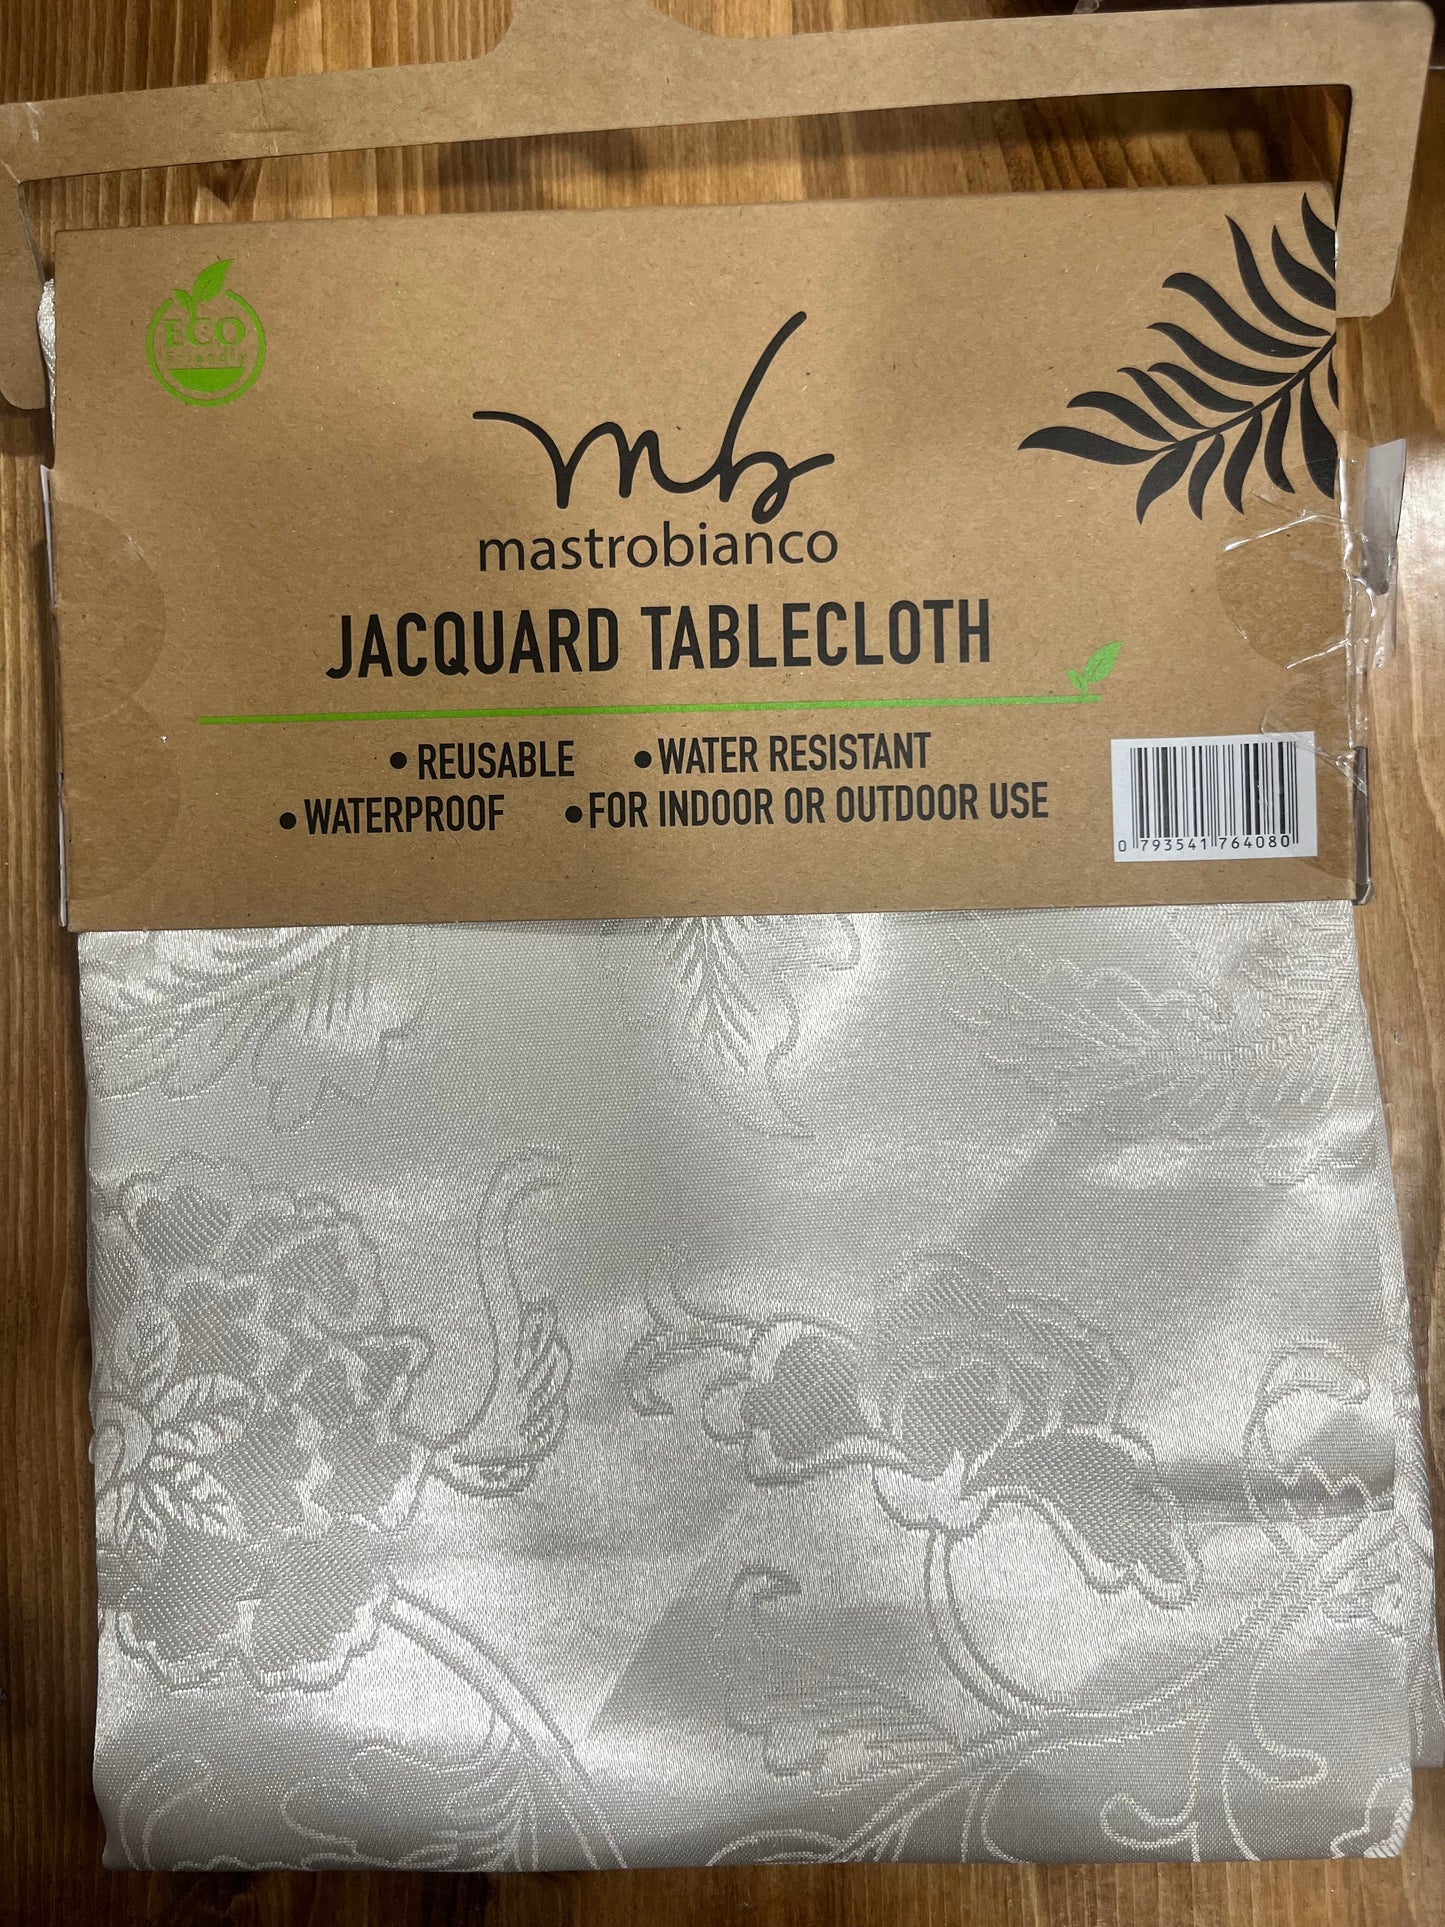 ECO
Friendly
mb
mastrobianco
JACQUARD TABLECLOTH
• REUSABLE • WATER RESISTANT
• WATERPROOF • FOR INDOOR OR OUTDOOR USE
0 793541 764080